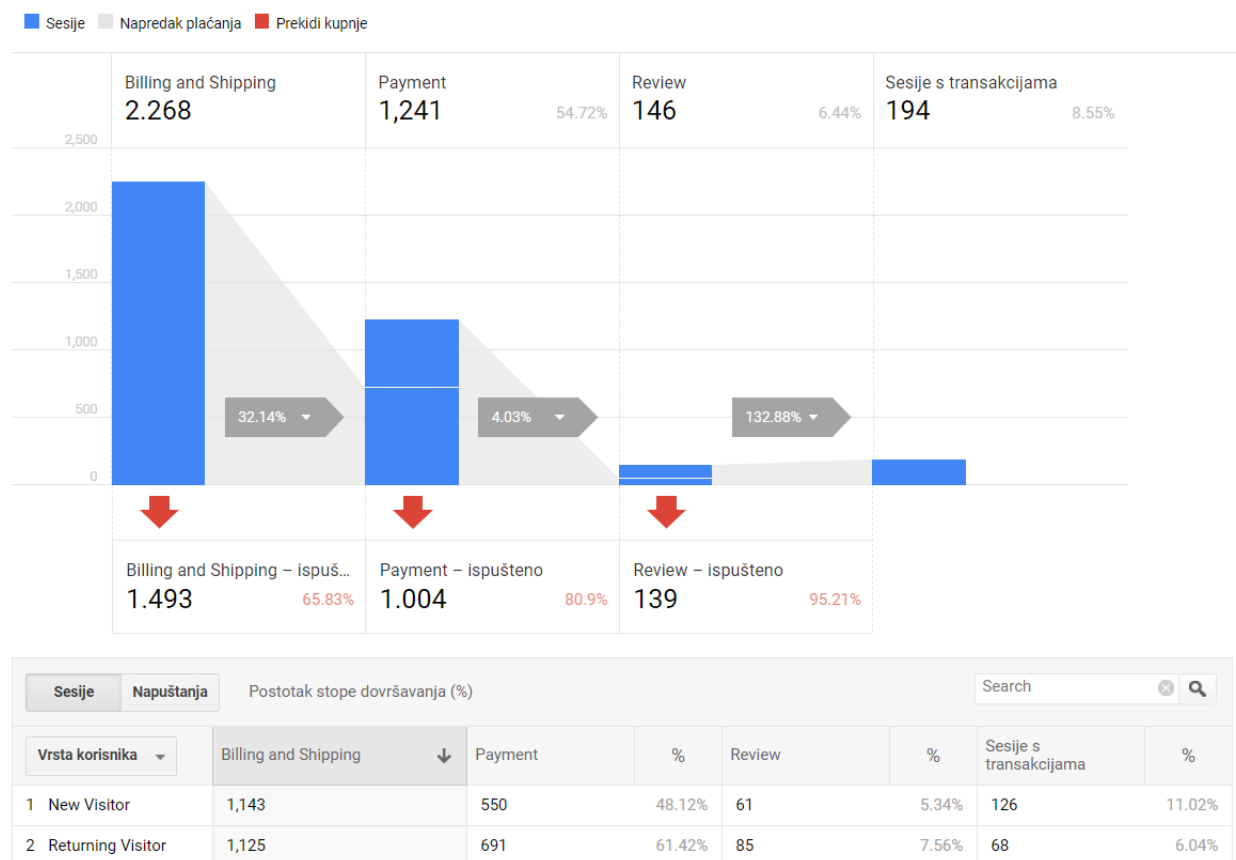 Sesije Napredak plaćanja Prekidi kupnje
Billing and Shipping Payment Review Sesije s transakcijama
2.268 1,241 54.72% 146 6.44% 194 8.55%
2,500
2,000
1,500
1,000
500
32.14% 4.03% 132.88%
0
Billing and Shipping – ispuš... Payment – ispušteno Review – ispušteno
1.493 65.83% 1.004 80.9% 139 95.21%
Sesije Napuštanja Postotak stope dovršavanja (%) Search
Vrsta korisnika Billing and Shipping Payment % Review % Sesije s
transakcijama %
1 New Visitor 1,143 550 48.12% 61 5.34% 126 11.02%
2 Returning Visitor 1,125 691 61.42% 85 7.56% 68 6.04%